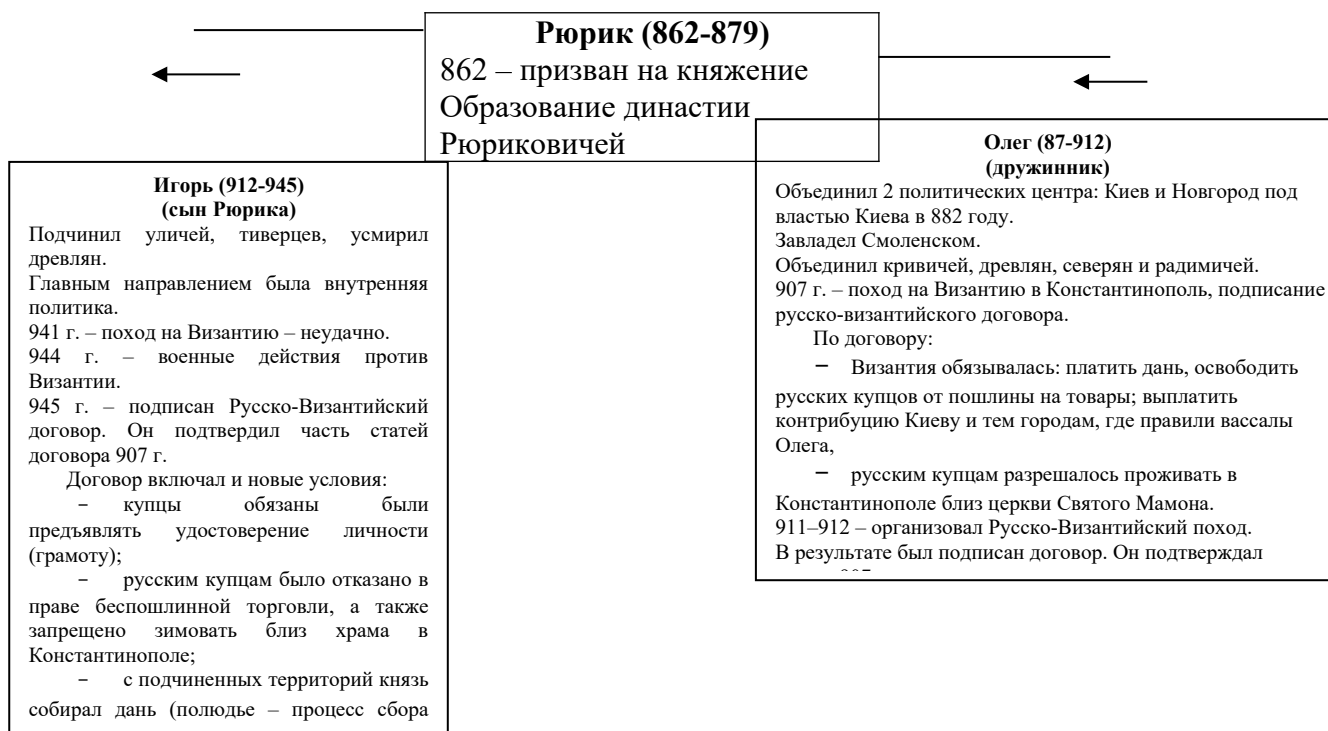 Рюрик (862-879)
862 – призван на княжение
Образование династии
Рюриковичей
Игорь (912-945)
(сын Рюрика)
Подчинил уличей, тиверцев, усмирил
древлян.
Главным направлением была внутренняя
политика.
941 г. – поход на Византию – неудачно.
944 г. – военные действия против
Византии.
945 г. – подписан Русско-Византийский
договор. Он подтвердил часть статей
договора 907 г.
Договор включал и новые условия:
− купцы обязаны были
предъявлять удостоверение личности
(грамоту);
− русским купцам было отказано в
праве беспошлинной торговли, а также
запрещено зимовать близ храма в
Константинополе;
− с подчиненных территорий князь
собирал дань (полюдье – процесс сбора
Олег (87-912)
(дружинник)
Объединил 2 политических центра: Киев и Новгород под
властью Киева в 882 году.
Завладел Смоленском.
Объединил кривичей, древлян, северян и радимичей.
907 г. – поход на Византию в Константинополь, подписание
русско-византийского договора.
По договору:
− Византия обязывалась: платить дань, освободить
русских купцов от пошлины на товары; выплатить
контрибуцию Киеву и тем городам, где правили вассалы
Олега,
− русским купцам разрешалось проживать в
Константинополе близ церкви Святого Мамона.
911–912 – организовал Русско-Византийский поход.
В результате был подписан договор. Он подтверждал